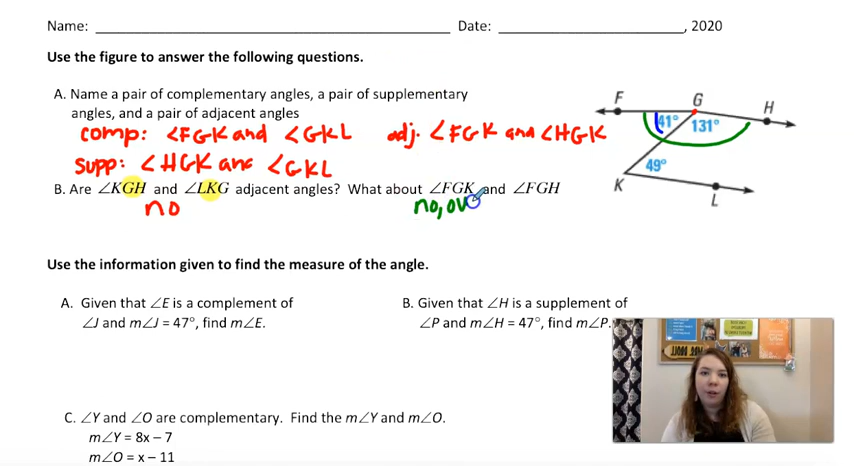 Name: ________________ Date: ________________, 2020
Use the figure to answer the following questions.
A. Name a pair of complementary angles, a pair of supplementary
angles, and a pair of adjacent angles
comp: ∠FGK and ∠GKL adj. ∠FGK and ∠HGK
supp: ∠HGK and ∠GKL
B. Are ∠KGH and ∠LKG adjacent angles? What about ∠FGK and ∠FGH
no no, ov
F G H
41° 131°
49°
K L
Use the information given to find the measure of the angle.
A. Given that ∠E is a complement of
∠J and m∠J = 47°, find m∠E.
B. Given that ∠H is a supplement of
∠P and m∠H = 47°, find m∠P.
C. ∠Y and ∠O are complementary. Find the m∠Y and m∠O.
m∠Y = 8x – 7
m∠O = x – 11